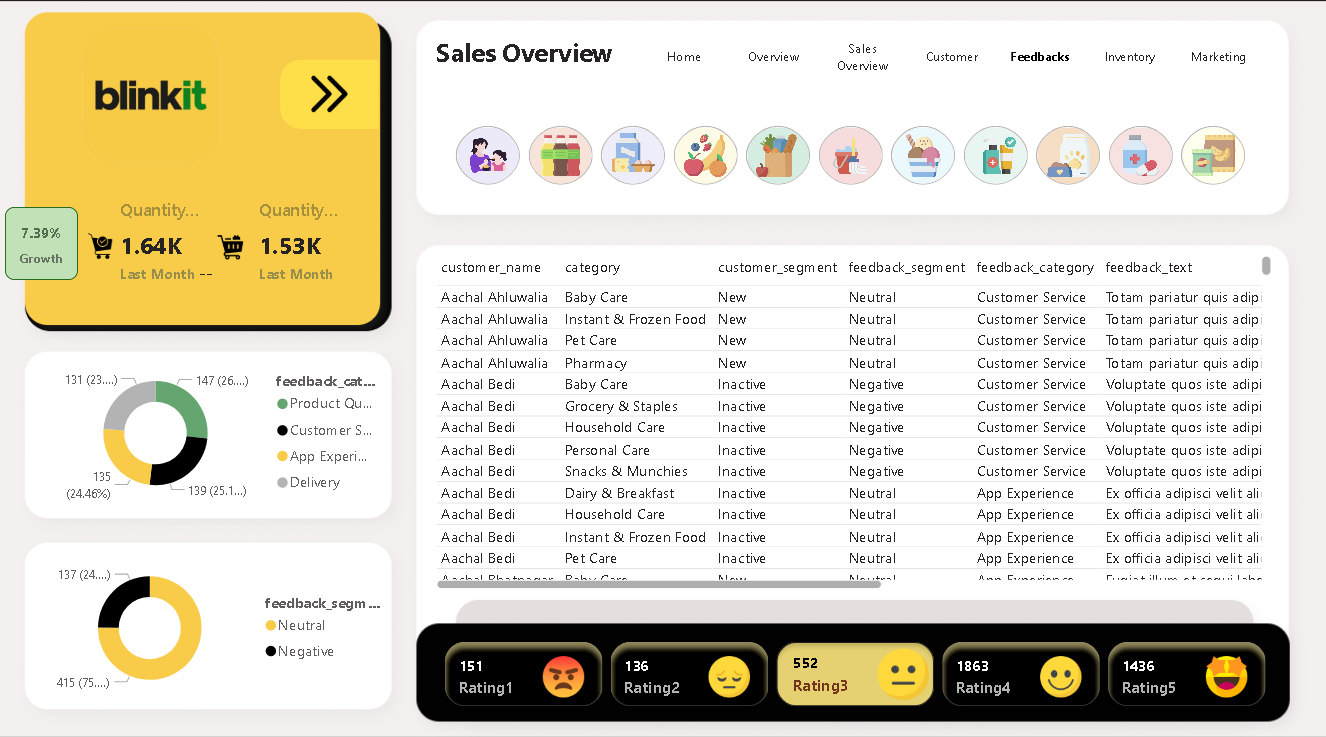 blinkit
Quantity... Quantity...
7.39%
Growth
1.64K 1.53K
Last Month -- Last Month
131 (23....) 147 (26....)
135
(24.46%) 139 (25.1...)
feedback_cat...
Product Qu...
Customer S...
App Experi...
Delivery
137 (24....)
415 (75....)
feedback_segm...
Neutral
Negative
Sales Overview
Home Overview Sales Overview Customer Feedbacks Inventory Marketing
customer_name category customer_segment feedback_segment feedback_category feedback_text
Aachal Ahluwalia Baby Care New Neutral Customer Service Totam pariatur quis adipi
Aachal Ahluwalia Instant & Frozen Food New Neutral Customer Service Totam pariatur quis adipi
Aachal Ahluwalia Pet Care New Neutral Customer Service Totam pariatur quis adipi
Aachal Ahluwalia Pharmacy New Neutral Customer Service Totam pariatur quis adipi
Aachal Bedi Baby Care Inactive Negative Customer Service Voluptate quos iste adipi
Aachal Bedi Grocery & Staples Inactive Negative Customer Service Voluptate quos iste adipi
Aachal Bedi Household Care Inactive Negative Customer Service Voluptate quos iste adipi
Aachal Bedi Personal Care Inactive Negative Customer Service Voluptate quos iste adipi
Aachal Bedi Snacks & Munchies Inactive Negative Customer Service Voluptate quos iste adipi
Aachal Bedi Dairy & Breakfast Inactive Neutral App Experience Ex officia adipisci velit ali
Aachal Bedi Household Care Inactive Neutral App Experience Ex officia adipisci velit ali
Aachal Bedi Instant & Frozen Food Inactive Neutral App Experience Ex officia adipisci velit ali
Aachal Bedi Pet Care Inactive Neutral App Experience Ex officia adipisci velit ali
Aachal Bhatnagar Baby Care New Neutral App Experience
151 136 552 1863 1436
Rating1 Rating2 Rating3 Rating4 Rating5